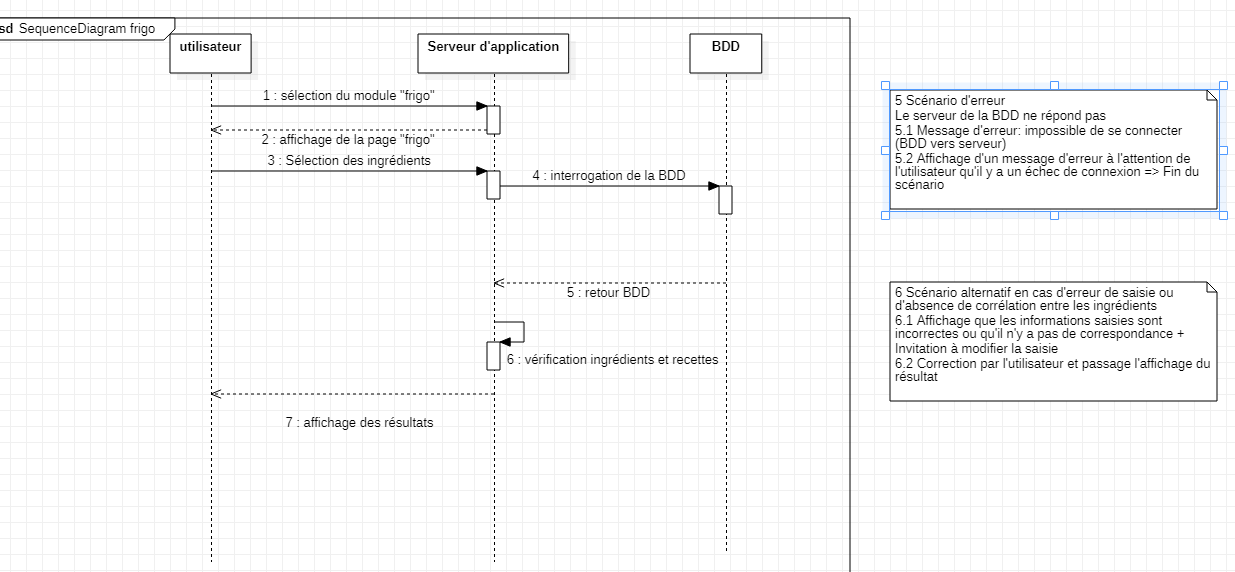 sd SequenceDiagram frigo
utilisateur
Serveur d'application
BDD
1 : sélection du module "frigo"
2 : affichage de la page "frigo"
3 : Sélection des ingrédients
4 : interrogation de la BDD
5 : retour BDD
6 : vérification ingrédients et recettes
7 : affichage des résultats
5 Scénario d'erreur
Le serveur de la BDD ne répond pas
5.1 Message d'erreur: impossible de se connecter
(BDD vers serveur)
5.2 Affichage d'un message d'erreur à l'attention de
l'utilisateur qu'il y a un échec de connexion => Fin du
scénario
6 Scénario alternatif en cas d'erreur de saisie ou
d'absence de corrélation entre les ingrédients
6.1 Affichage que les informations saisies sont
incorrectes ou qu'il n'y a pas de correspondance +
Invitation à modifier la saisie
6.2 Correction par l'utilisateur et passage l'affichage du
résultat